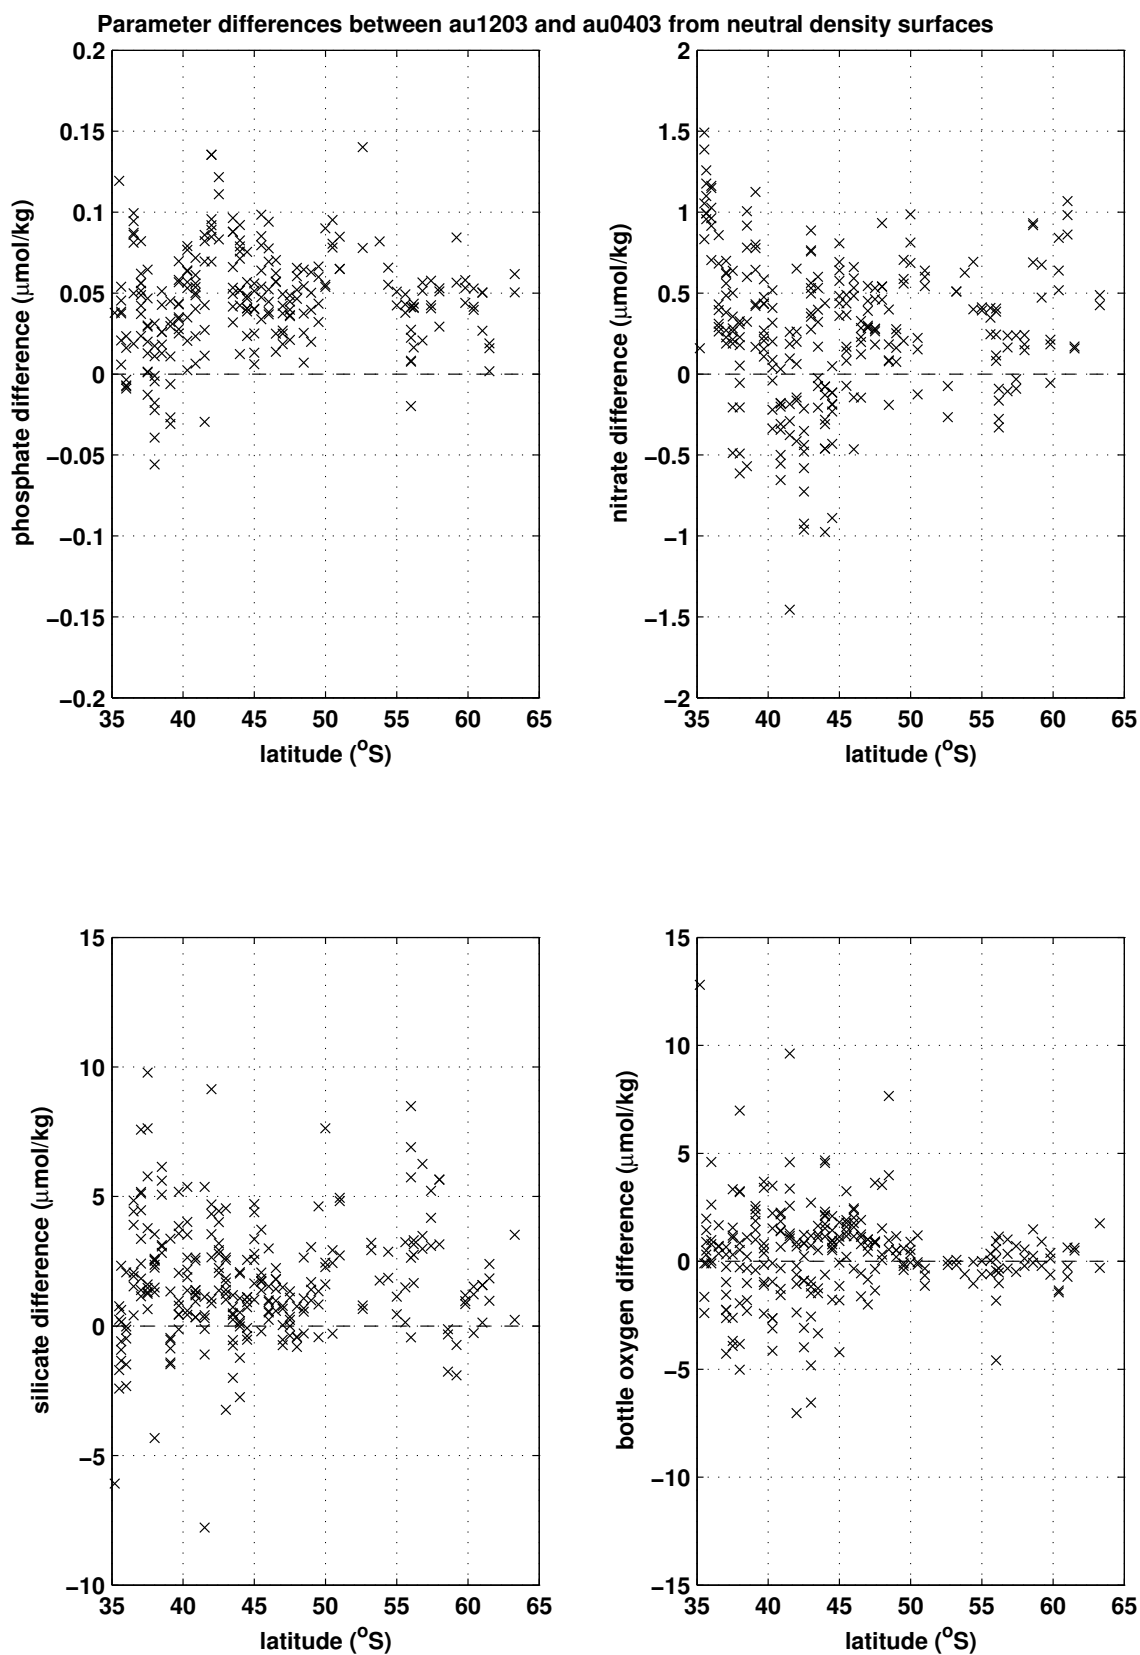 Parameter differences between au1203 and au0403 from neutral density surfaces
phosphate difference (μmol/kg)
0.2
0.15
0.1
0.05
0
−0.05
−0.1
−0.15
−0.2
35 40 45 50 55 60 65
latitude (°S)
nitrate difference (μmol/kg)
2
1.5
1
0.5
0
−0.5
−1
−1.5
−2
35 40 45 50 55 60 65
latitude (°S)
silicate difference (μmol/kg)
15
10
5
0
−5
−10
35 40 45 50 55 60 65
latitude (°S)
bottle oxygen difference (μmol/kg)
15
10
5
0
−5
−10
−15
35 40 45 50 55 60 65
latitude (°S)